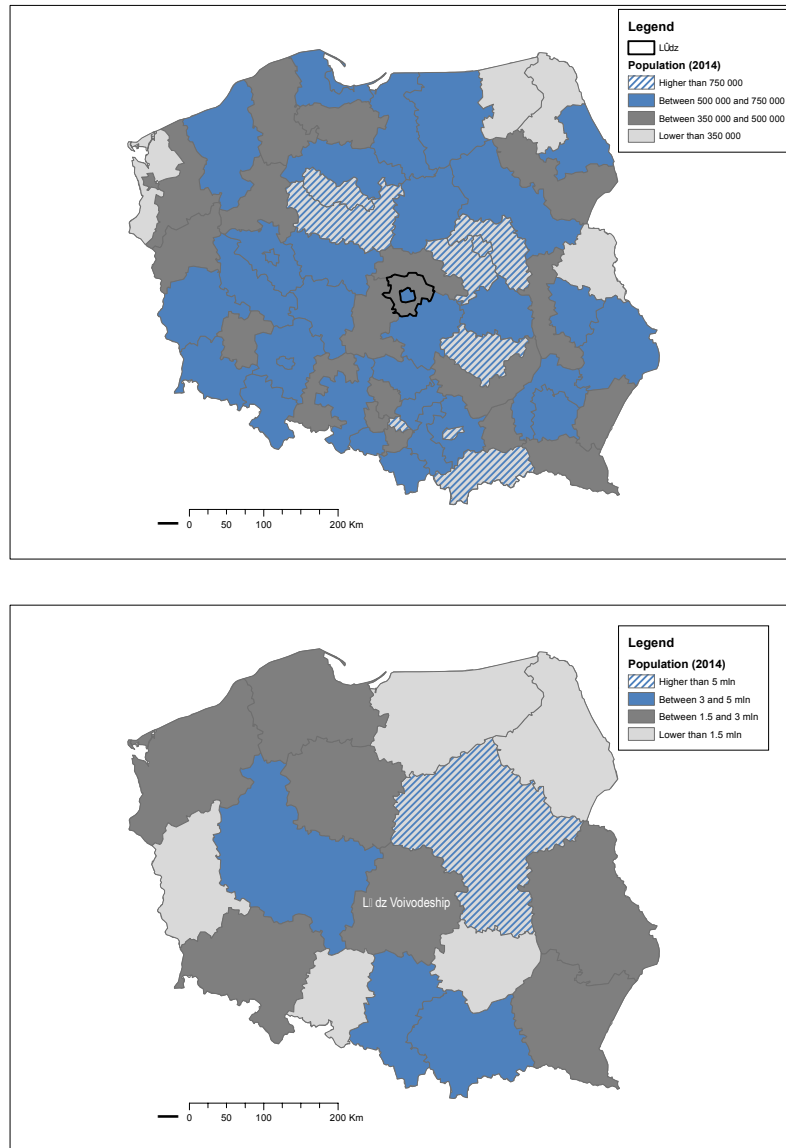 Legend
LŰdz
Population (2014)
Higher than 750 000
Between 500 000 and 750 000
Between 350 000 and 500 000
Lower than 350 000
0 50 100 200 Km
Legend
Population (2014)
Higher than 5 mln
Between 3 and 5 mln
Between 1.5 and 3 mln
Lower than 1.5 mln
dz Voivodeship
0 50 100 200 Km